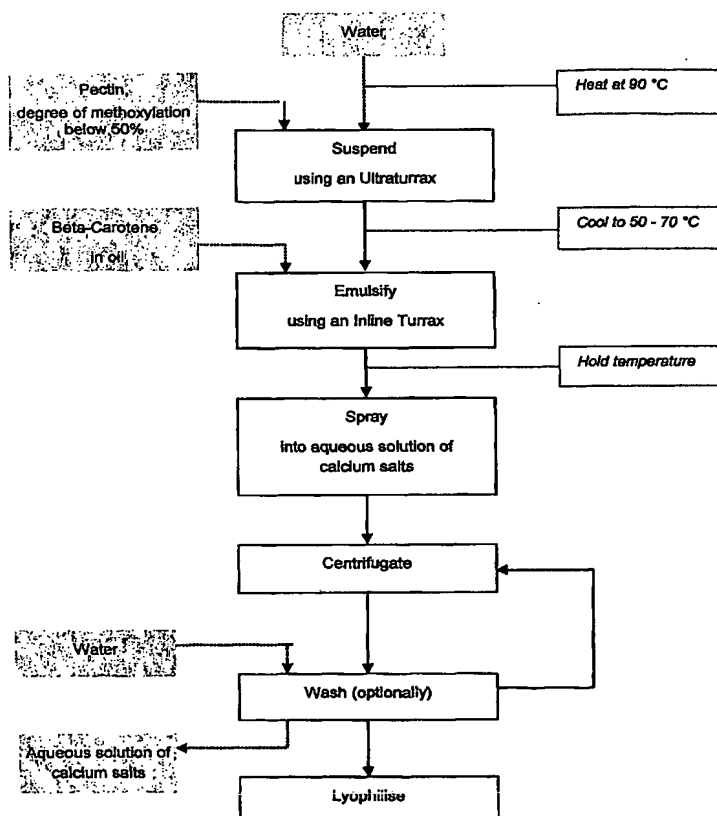 Water
Heat at 90 °C
Pectin,
degree of methoxylation
below 50%
Suspend
using an Ultraturrax
Beta-Carotene
in oil
Cool to 50 - 70 °C
Emulsify
using an Inline Turrax
Hold temperature
Spray
into aqueous solution of
calcium salts
Centrifugate
Water
Wash (optionally)
Aqueous solution of
calcium salts
Lyophilise